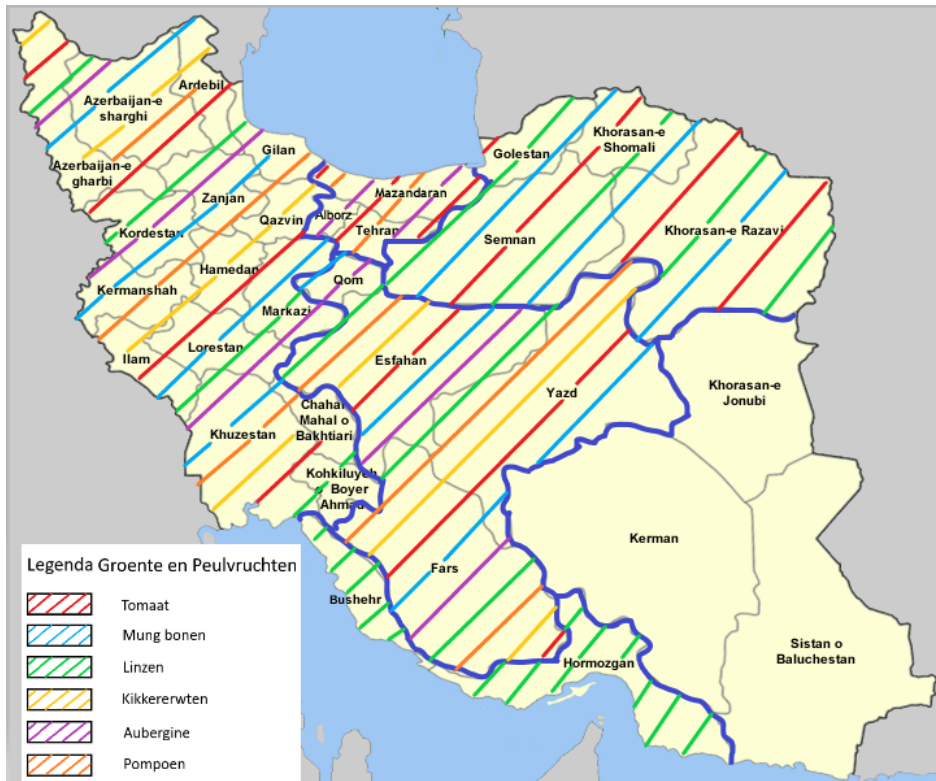 Ardebil
Azerbaijan-e
sharghi
Azerbaijan-e
gharbi
Gilan
Golestan
Khorasan-e
Shomali
Mazandaran
Zanjan
Qazvin
Alborz
Tehran
Kordestan
Semnan
Khorasan-e Razavi
Hamedan
Qom
Kermanshah
Markazi
Ilam
Lorestan
Esfahan
Khorasan-e
Jonubi
Yazd
Chahar
Mahal o
Bakhtiari
Khuzestan
Kohkiluyeh
o Boyer
Ahmad
Kerman
Fars
Bushehr
Hormozgan
Sistan o
Baluchestan
Legenda Groente en Peulvruchten
Tomaat
Mung bonen
Linzen
Kikkererwten
Aubergine
Pompoen